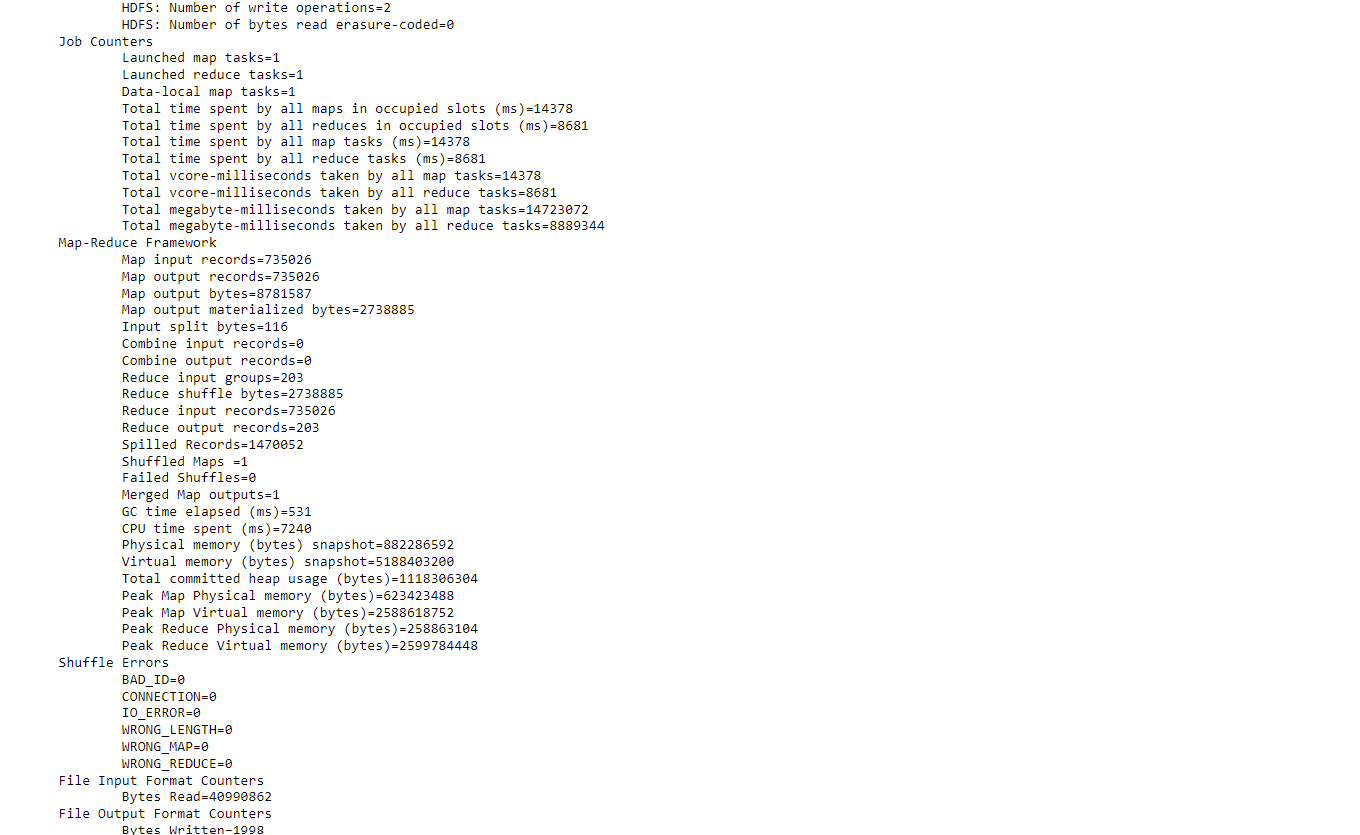 HDFS: Number of write operations=2
HDFS: Number of bytes read erasure-coded=0
Job Counters
Launched map tasks=1
Launched reduce tasks=1
Data-local map tasks=1
Total time spent by all maps in occupied slots (ms)=14378
Total time spent by all reduces in occupied slots (ms)=8681
Total time spent by all map tasks (ms)=14378
Total time spent by all reduce tasks (ms)=8681
Total vcore-milliseconds taken by all map tasks=14378
Total vcore-milliseconds taken by all reduce tasks=8681
Total megabyte-milliseconds taken by all map tasks=14723072
Total megabyte-milliseconds taken by all reduce tasks=8889344
Map-Reduce Framework
Map input records=735026
Map output records=735026
Map output bytes=8781587
Map output materialized bytes=2738885
Input split bytes=116
Combine input records=0
Combine output records=0
Reduce input groups=203
Reduce shuffle bytes=2738885
Reduce input records=735026
Reduce output records=203
Spilled Records=1470052
Shuffled Maps =1
Failed Shuffles=0
Merged Map outputs=1
GC time elapsed (ms)=531
CPU time spent (ms)=7240
Physical memory (bytes) snapshot=882286592
Virtual memory (bytes) snapshot=5188403200
Total committed heap usage (bytes)=1118306304
Peak Map Physical memory (bytes)=623423488
Peak Map Virtual memory (bytes)=2588618752
Peak Reduce Physical memory (bytes)=258863104
Peak Reduce Virtual memory (bytes)=2599784448
Shuffle Errors
BAD_ID=0
CONNECTION=0
IO_ERROR=0
WRONG_LENGTH=0
WRONG_MAP=0
WRONG_REDUCE=0
File Input Format Counters
Bytes Read=40990862
File Output Format Counters
Bytes Written=1998